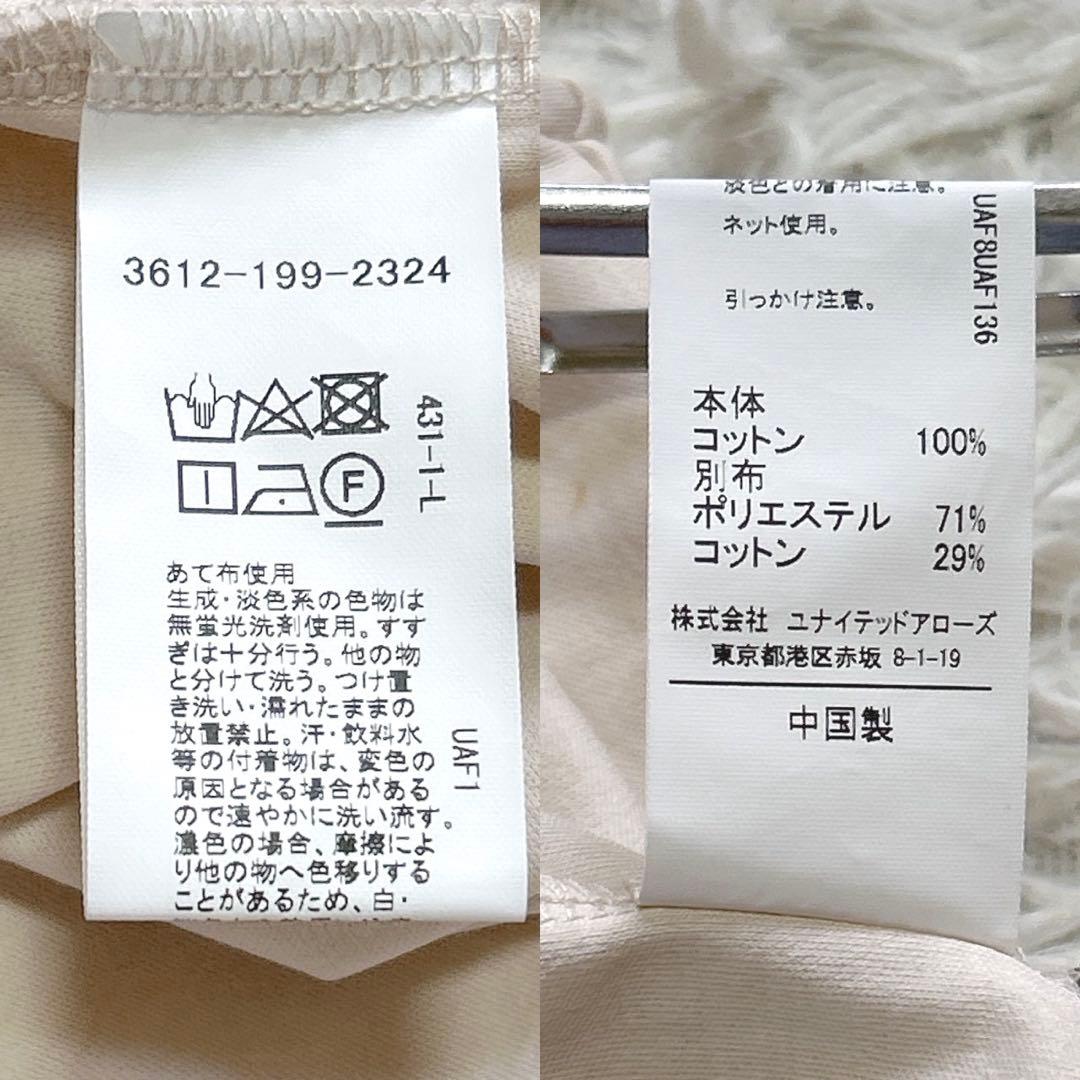 3612-199-2324
431-1-L
F
あて布使用
生成・淡色系の色物は
無蛍光洗剤使用。すす
ぎは十分行う。他の物
と分けて洗う。つけ置
き洗い・濡れたままの
放置禁止。汗・飲料水
等の付着物は、変色の
原因となる場合がある
ので速やかに洗い流す。
濃色の場合、摩擦によ
り他の物へ色移りする
ことがあるため、白・
UAF1
淡色との着用に注意。
ネット使用。
引っかけ注意。
UAF8UAF136
本体
コットン 100%
別布
ポリエステル 71%
コットン 29%
株式会社 ユナイテッドアローズ
東京都港区赤坂 8-1-19
中国製